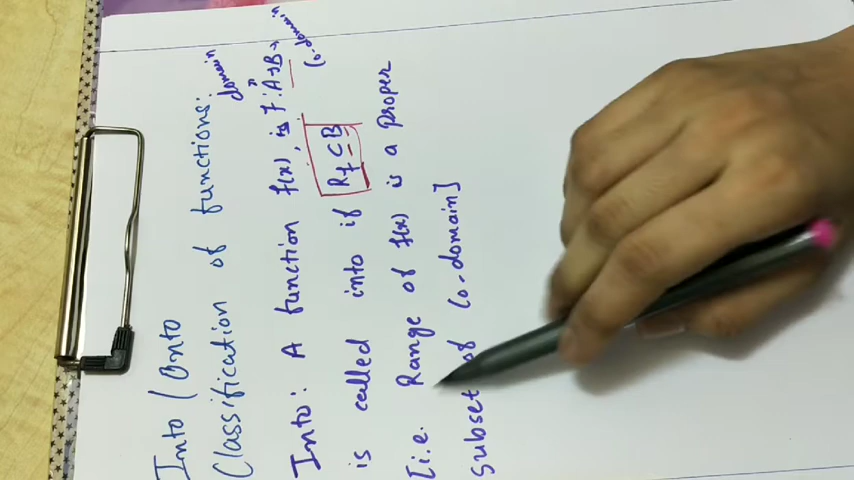 Into / Onto
Classification of functions:
domain
Co-domain
Into: A function f(x), is f: A → B
is called into if Rf ⊂ B
[i.e. Range of f(x) is a proper
subset of Co-domain]